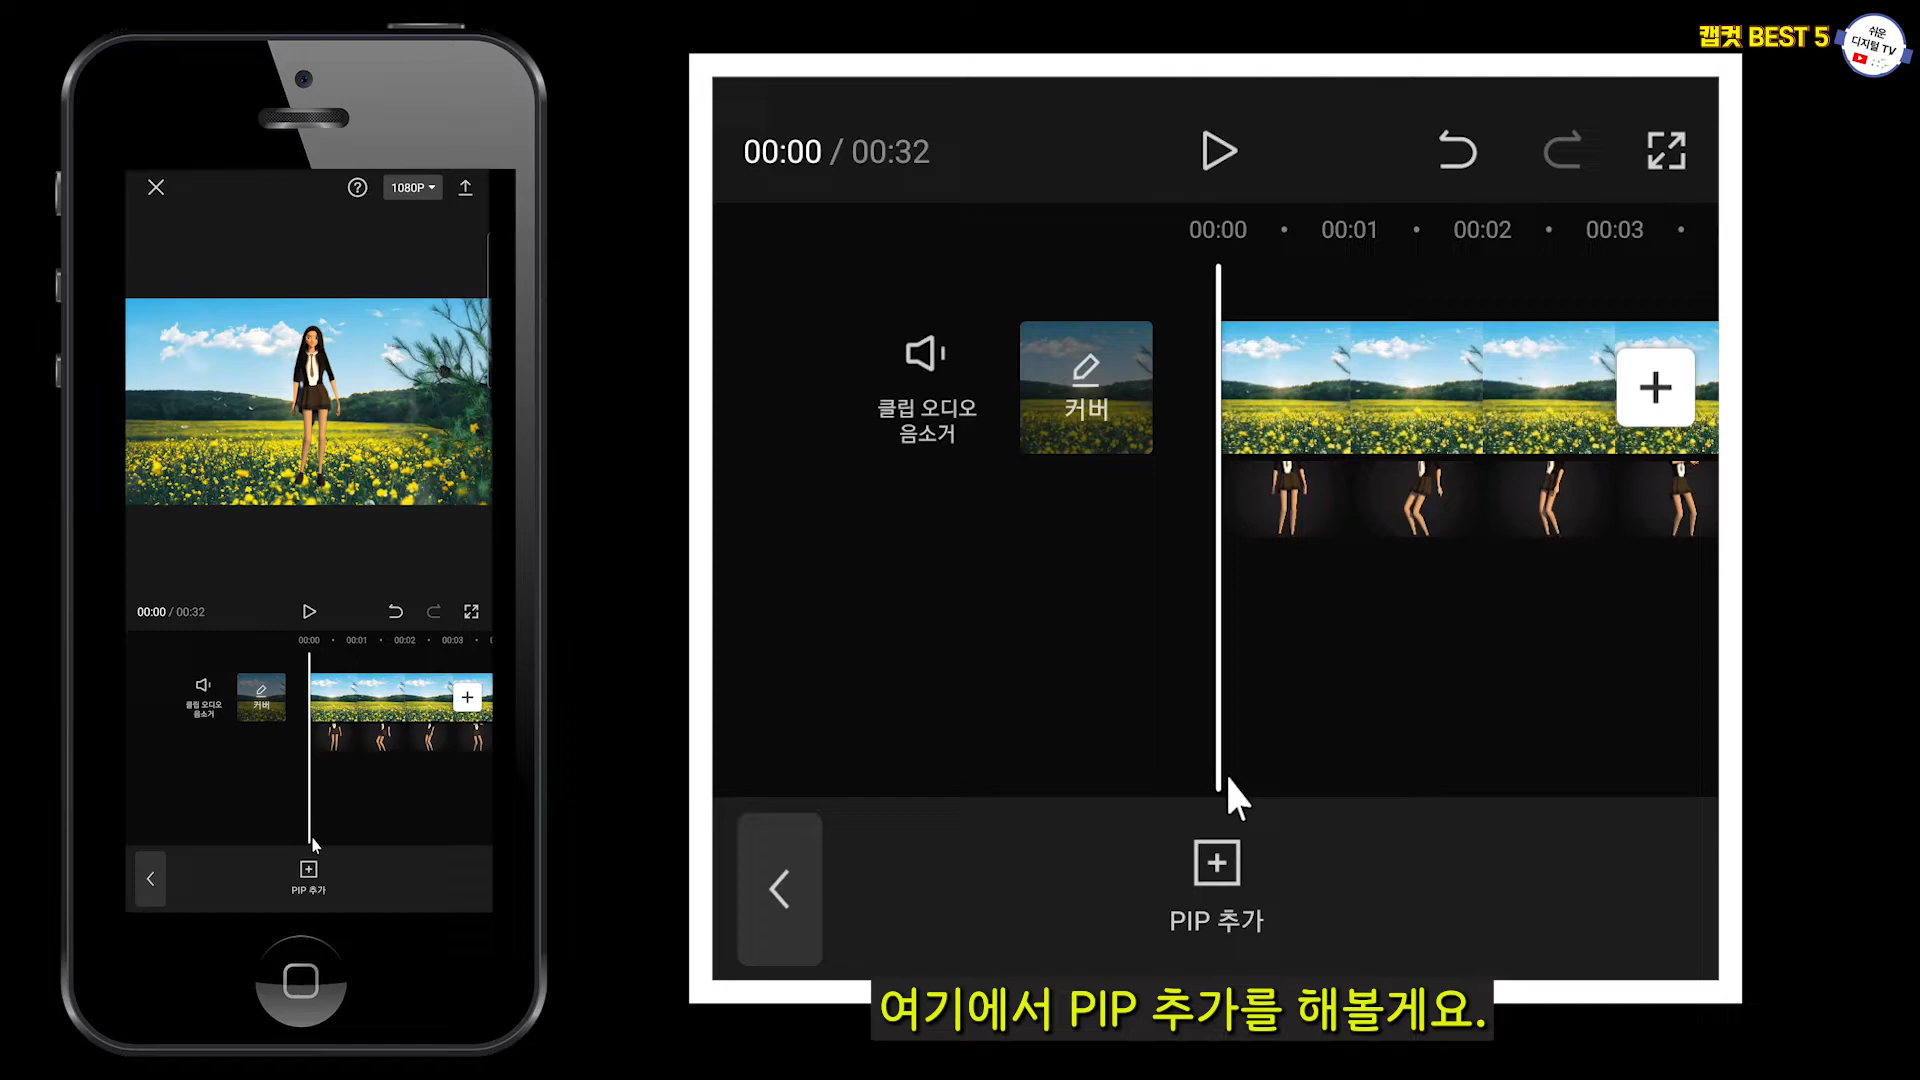 캡컷 BEST 5
쉬운
디지털 TV
1080P
00:00 / 00:32
00:00 00:01 00:02 00:03
클립 오디오
음소거
커버
PIP 추가
00:00 / 00:32
00:00 • 00:01 • 00:02 • 00:03 •
클립 오디오
음소거
커버
PIP 추가
여기에서 PIP 추가를 해볼게요.